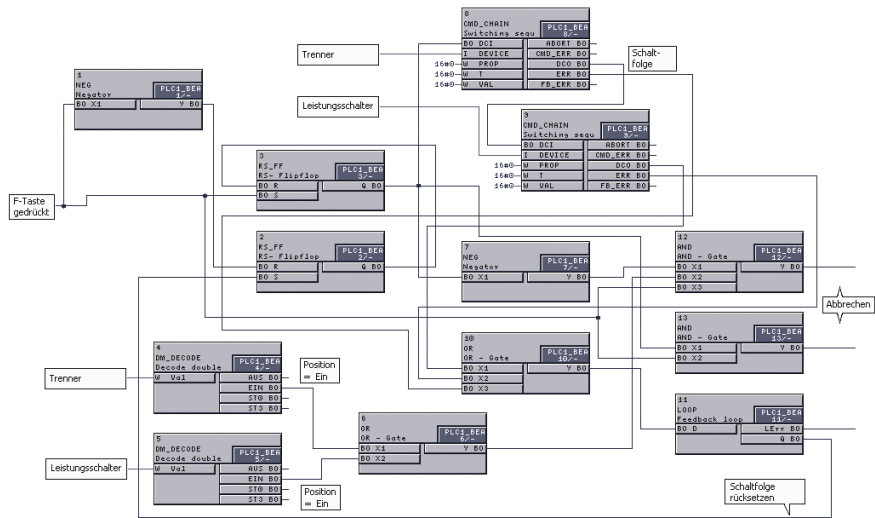 8
CMD_CHAIN
Switching sequ
PLC1_BEA
8/-
BO DCI ABORT BO
I DEVICE CMD_ERR BO
16#0 W PROP DCO BO
16#0 W T ERR BO
16#0 W VAL FB_ERR BO
Trenner
Schalt-
folge
1
NEG
Negator
PLC1_BEA
1/-
BO X1 Y BO
Leistungsschalter
9
CMD_CHAIN
Switching sequ
PLC1_BEA
9/-
BO DCI ABORT BO
I DEVICE CMD_ERR BO
16#0 W PROP DCO BO
16#0 W T ERR BO
16#0 W VAL FB_ERR BO
3
RS_FF
RS- Flipflop
PLC1_BEA
3/-
BO R Q BO
BO S
F-Taste
gedrückt
2
RS_FF
RS- Flipflop
PLC1_BEA
2/-
BO R Q BO
BO S
7
NEG
Negator
PLC1_BEA
7/-
BO X1 Y BO
12
AND
AND - Gate
PLC1_BEA
12/-
BO X1 Y BO
BO X2
BO X3
Abbrechen
13
AND
AND - Gate
PLC1_BEA
13/-
BO X1 Y BO
BO X2
10
OR
OR - Gate
PLC1_BEA
10/-
BO X1 Y BO
BO X2
BO X3
4
DM_DECODE
Decode double
PLC1_BEA
4/-
W Val AUS BO
EIN BO
ST0 BO
ST3 BO
Trenner
Position
= Ein
11
LOOP
Feedback loop
PLC1_BEA
11/-
BO D LErr BO
Q BO
6
OR
OR - Gate
PLC1_BEA
6/-
BO X1 Y BO
BO X2
5
DM_DECODE
Decode double
PLC1_BEA
5/-
W Val AUS BO
EIN BO
ST0 BO
ST3 BO
Leistungsschalter
Position
= Ein
Schaltfolge
rücksetzen